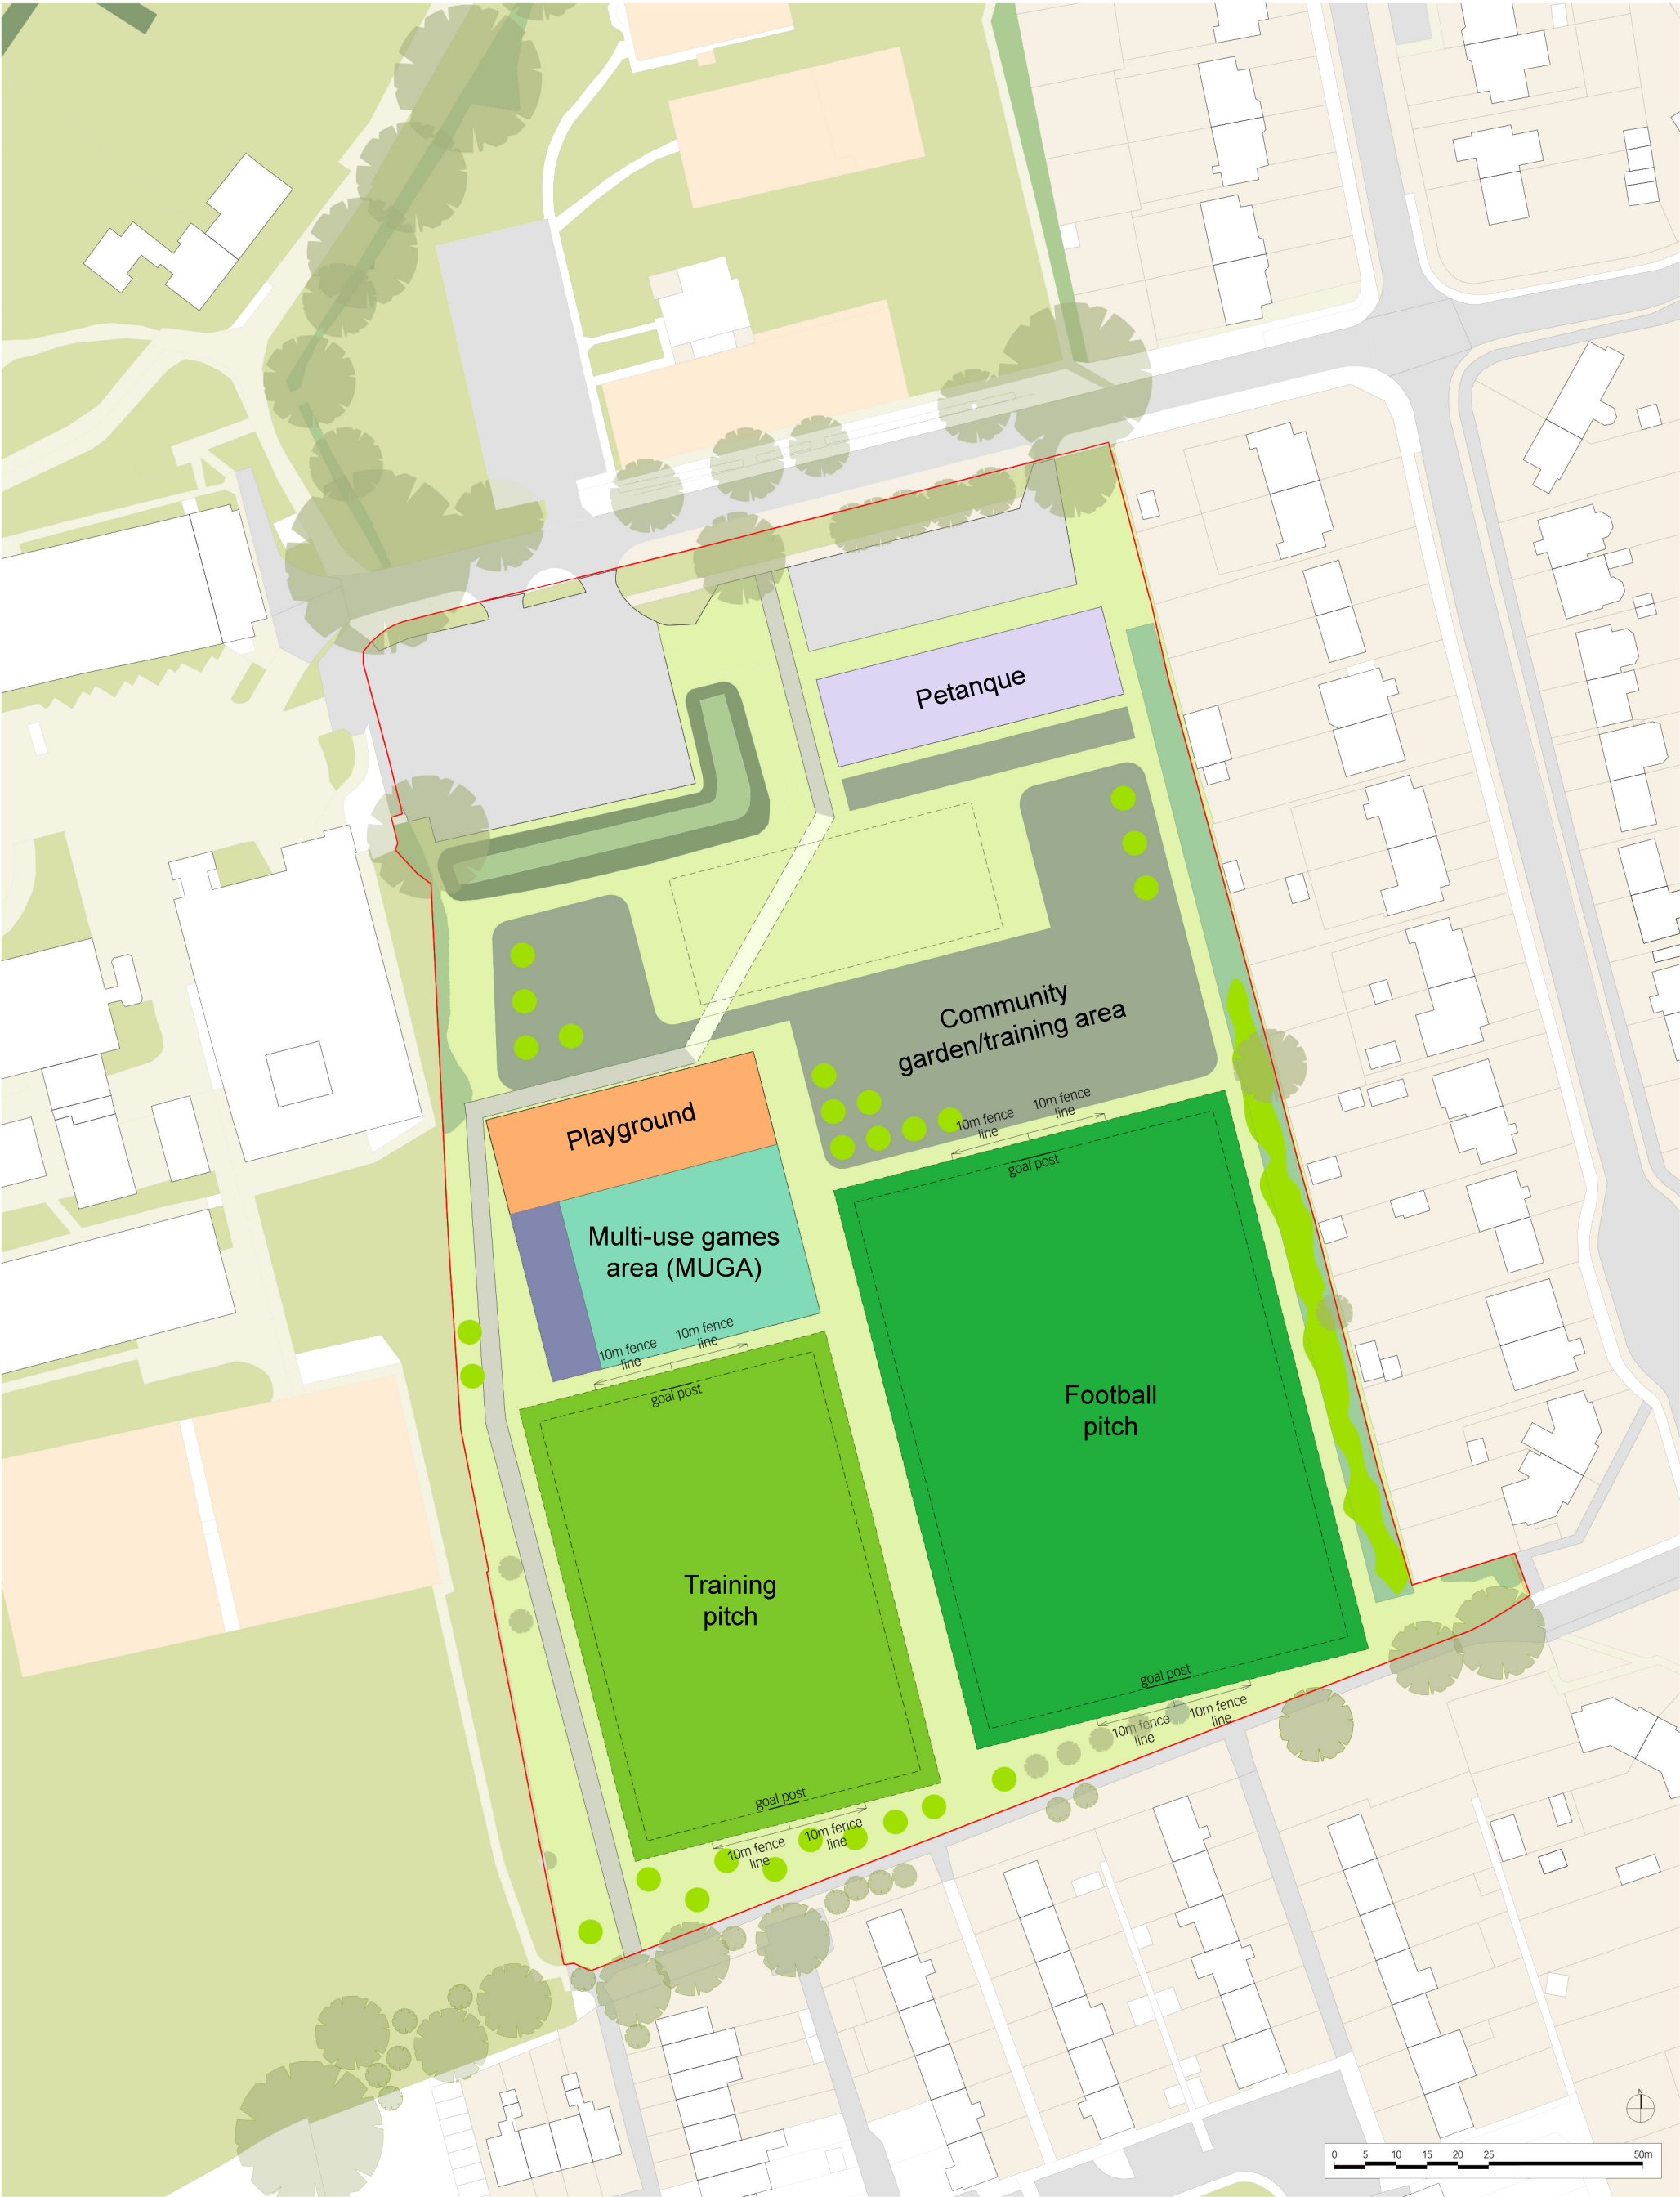 Petanque
Community
garden/training area
Playground
10m fence
line
10m fence
line
goal post
Multi-use games
area (MUGA)
10m fence
line
10m fence
line
goal post
Football
pitch
Training
pitch
goal post
10m fence
line
10m fence
line
goal post
10m fence
line
10m fence
line
N
0 5 10 15 20 25 50m